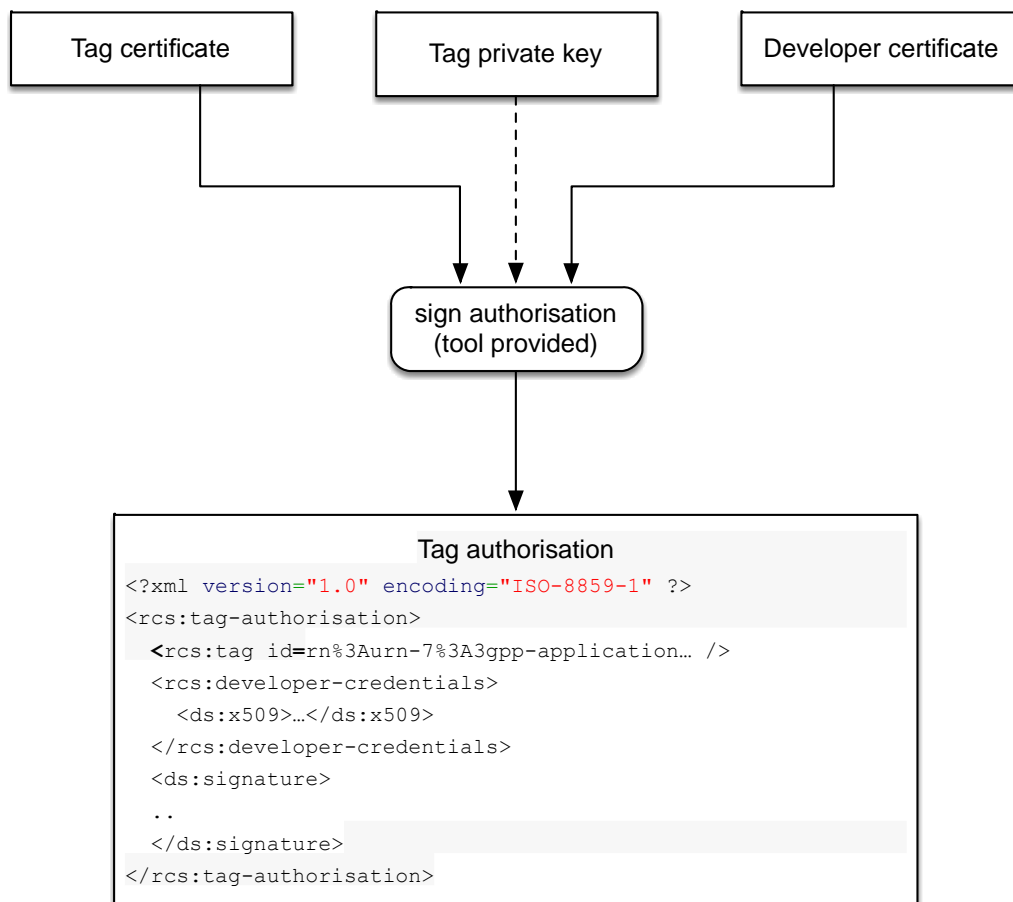 Tag certificate
Tag private key
Developer certificate
sign authorisation
(tool provided)
Tag authorisation
<?xml version="1.0" encoding="ISO-8859-1" ?>
<rcs:tag-authorisation>
<rcs:tag id=rn%3Aurn-7%3A3gpp-application… />
<rcs:developer-credentials>
<ds:x509>…</ds:x509>
</rcs:developer-credentials>
<ds:signature>
..
</ds:signature>
</rcs:tag-authorisation>